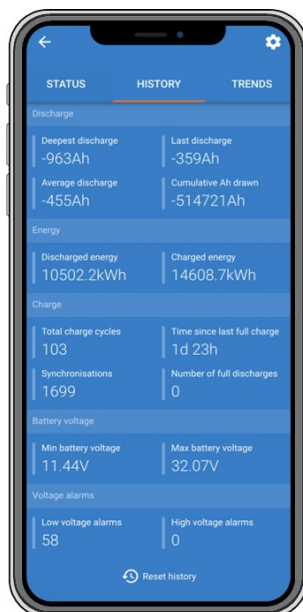 STATUS HISTORY TRENDS
Discharge
Deepest discharge Last discharge
-963Ah -359Ah
Average discharge Cumulative Ah drawn
-455Ah -514721Ah
Energy
Discharged energy Charged energy
10502.2kWh 14608.7kWh
Charge
Total charge cycles Time since last full charge
103 1d 23h
Synchronisations Number of full discharges
1699 0
Battery voltage
Min battery voltage Max battery voltage
11.44V 32.07V
Voltage alarms
Low voltage alarms High voltage alarms
58 0
Reset history